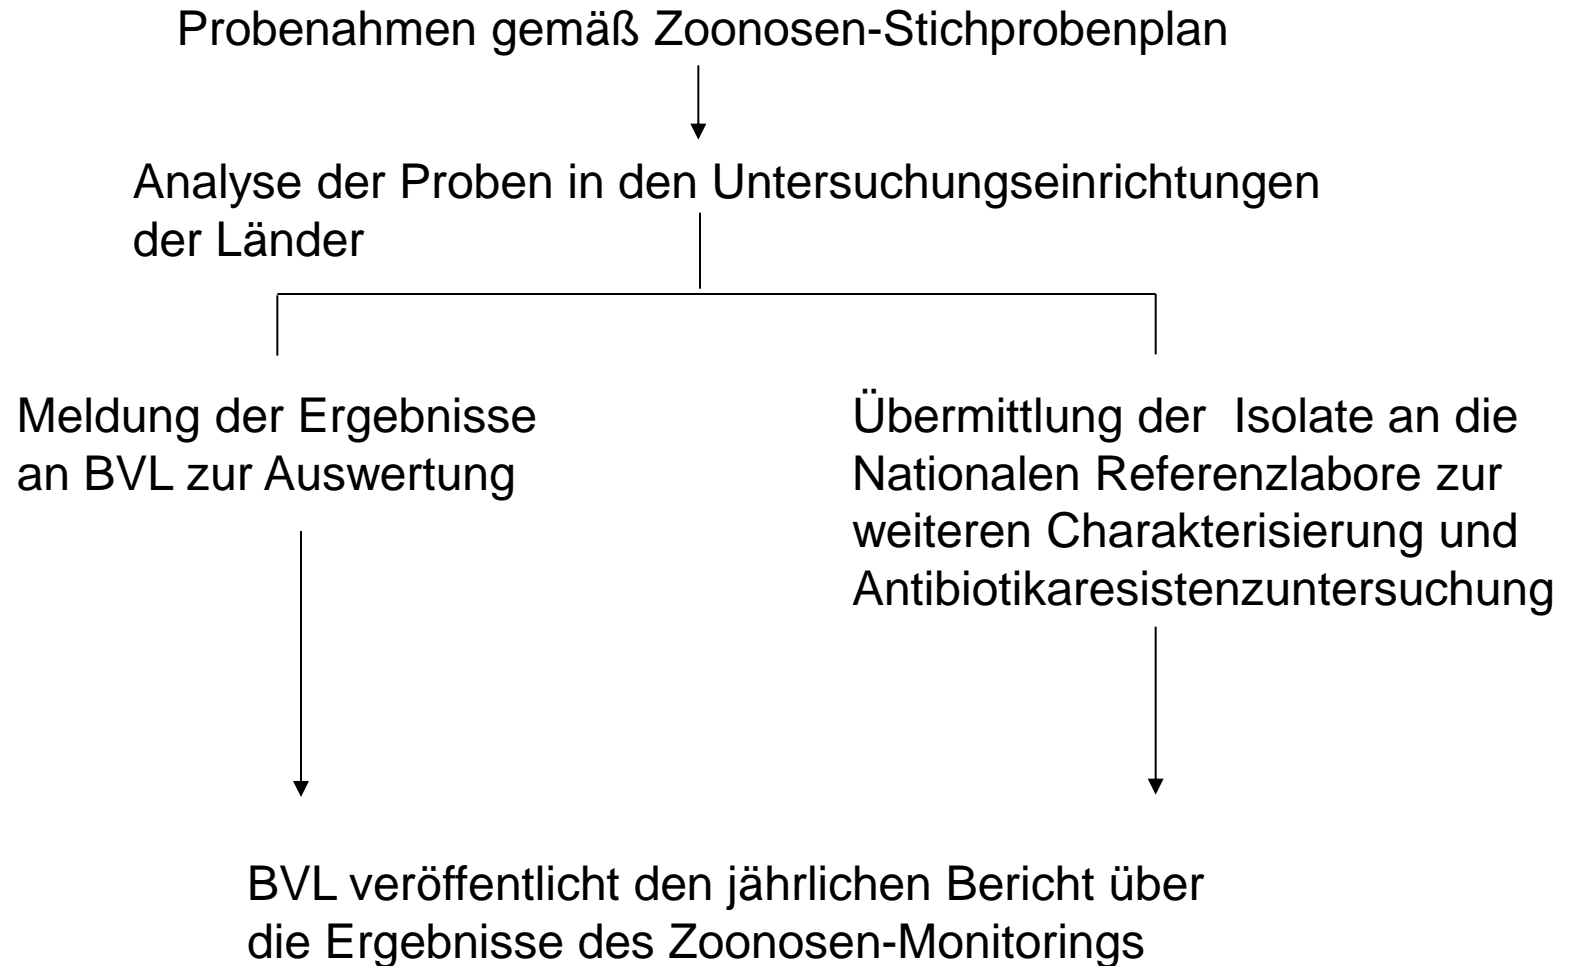 Probenahmen gemäß Zoonosen-Stichprobenplan
Analyse der Proben in den Untersuchungseinrichtungen
der Länder
Meldung der Ergebnisse
an BVL zur Auswertung
Übermittlung der  Isolate an die
Nationalen Referenzlabore zur
weiteren Charakterisierung und
Antibiotikaresistenzuntersuchung
BVL veröffentlicht den jährlichen Bericht über
die Ergebnisse des Zoonosen-Monitorings